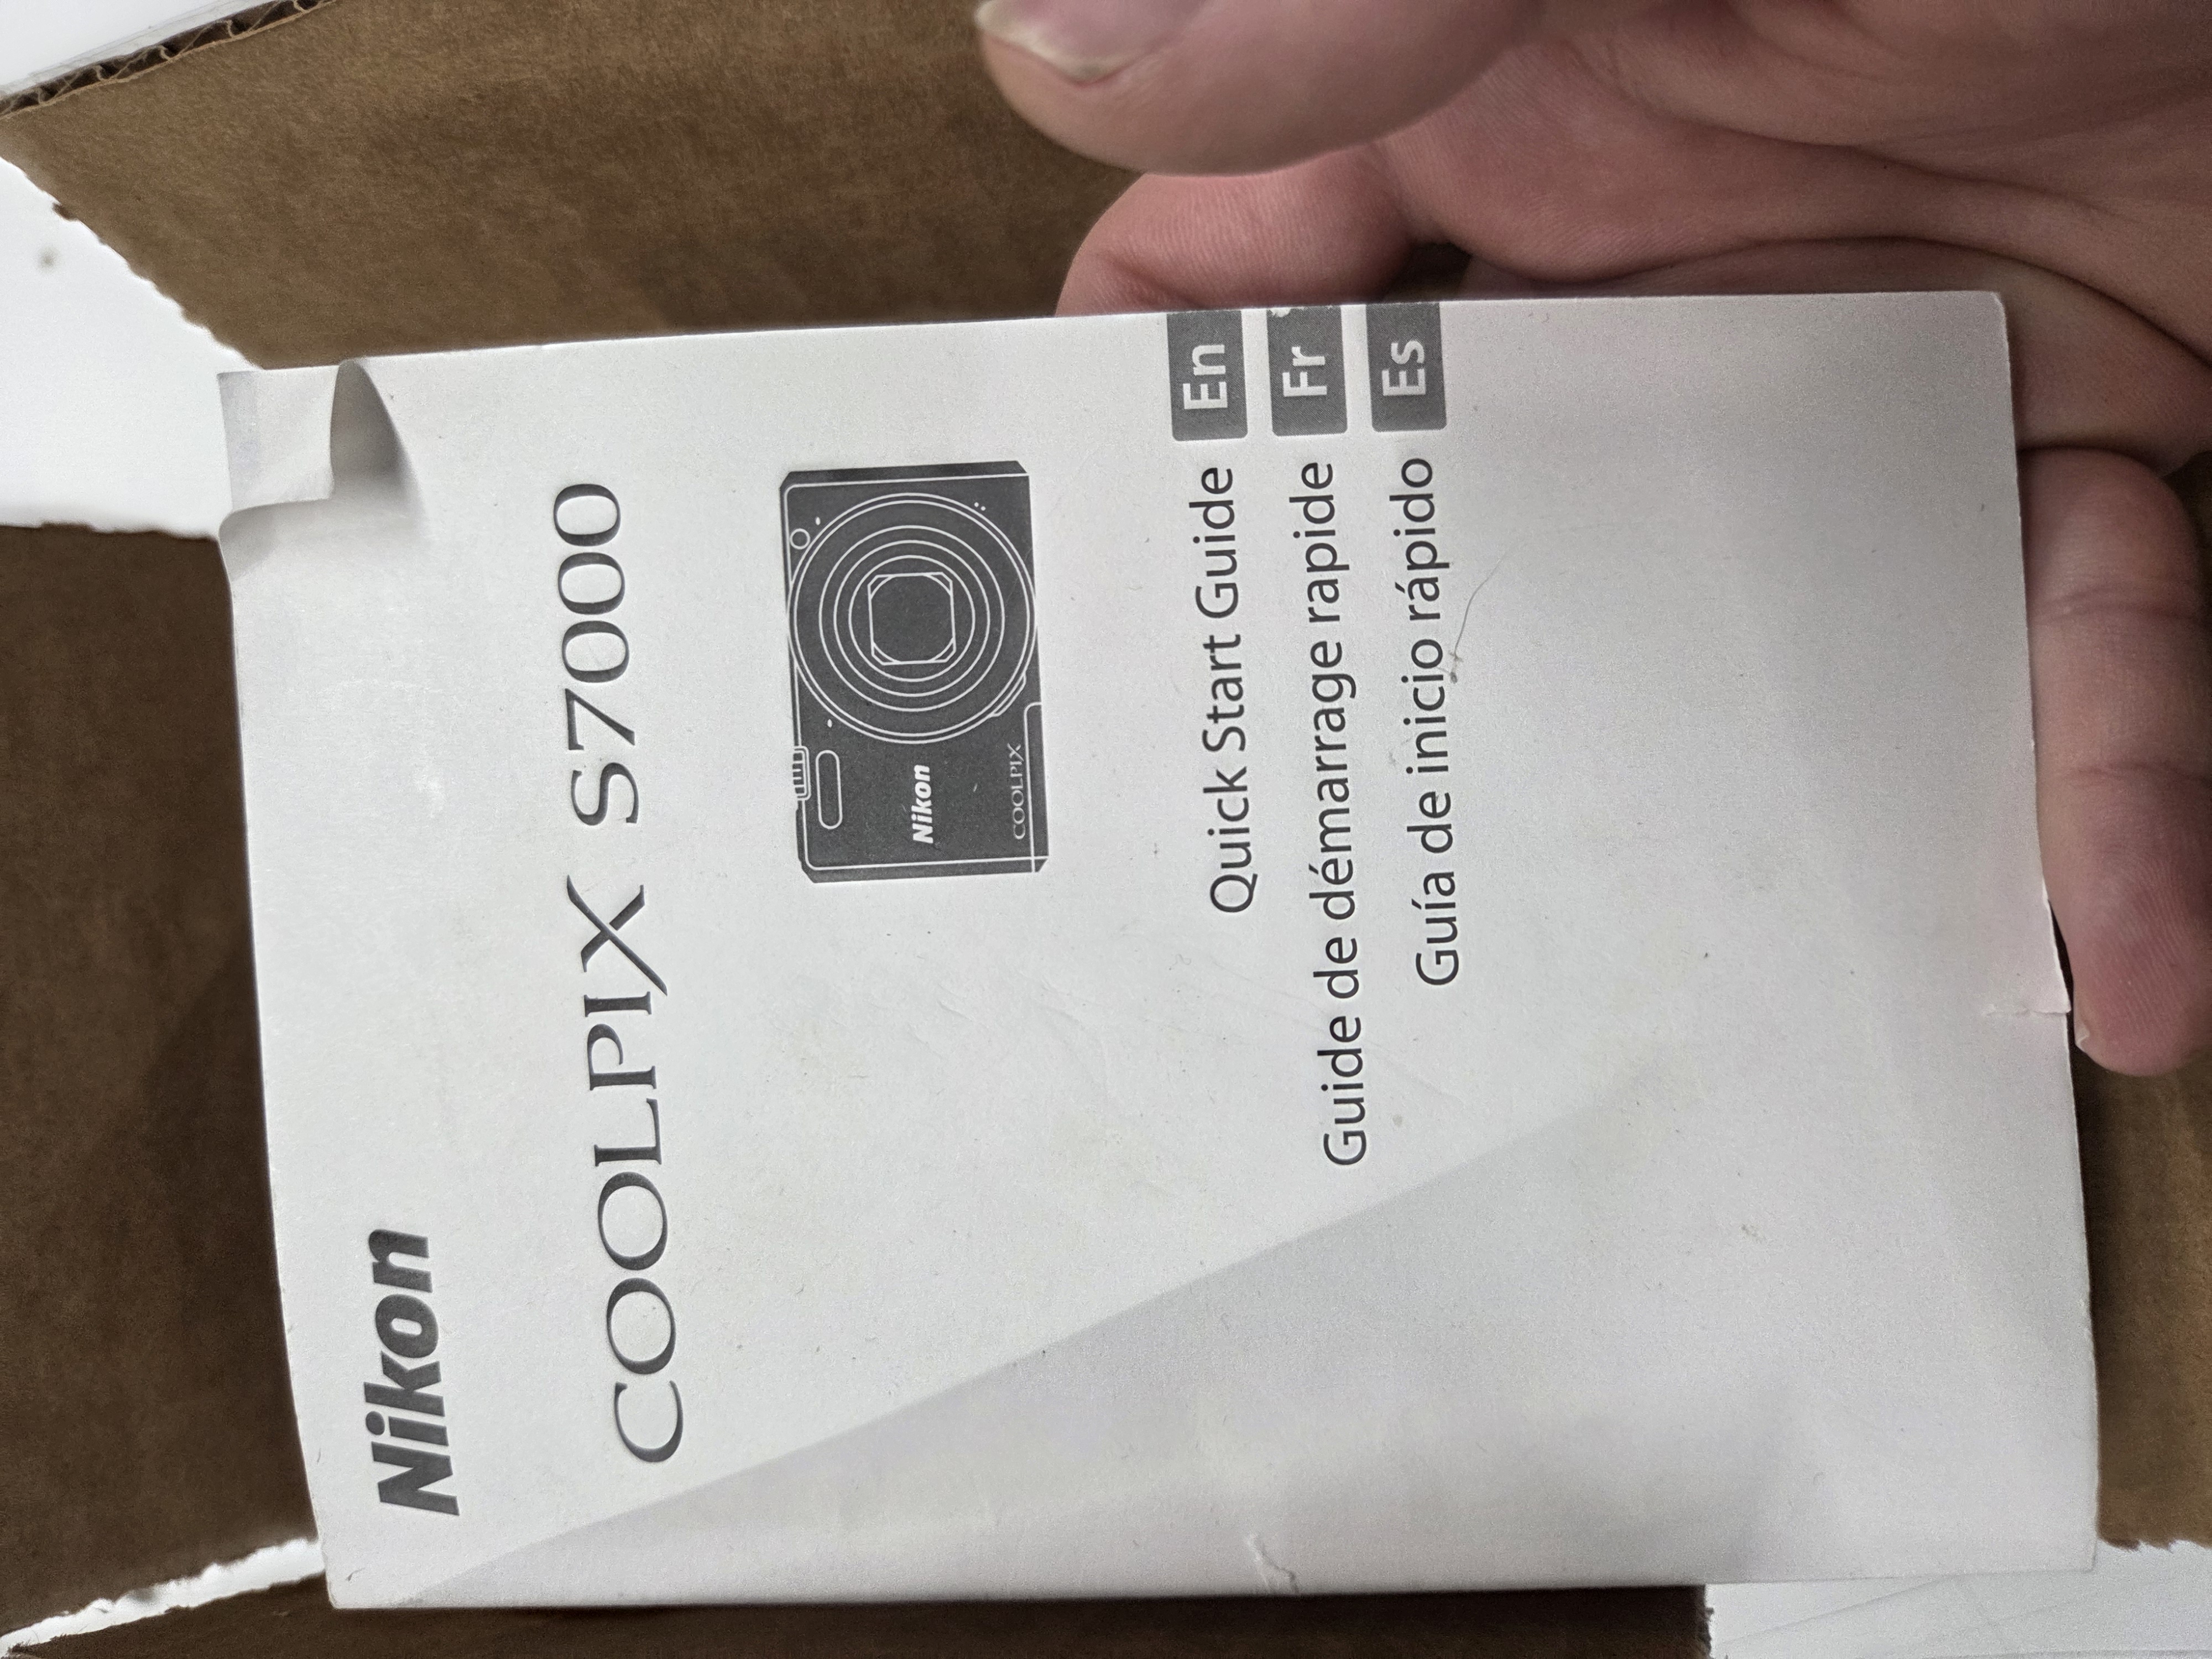 Nikon
COOLPIX S7000
Nikon
COOLPIX
Quick Start Guide En
Guide de démarrage rapide Fr
Guía de inicio rápido Es